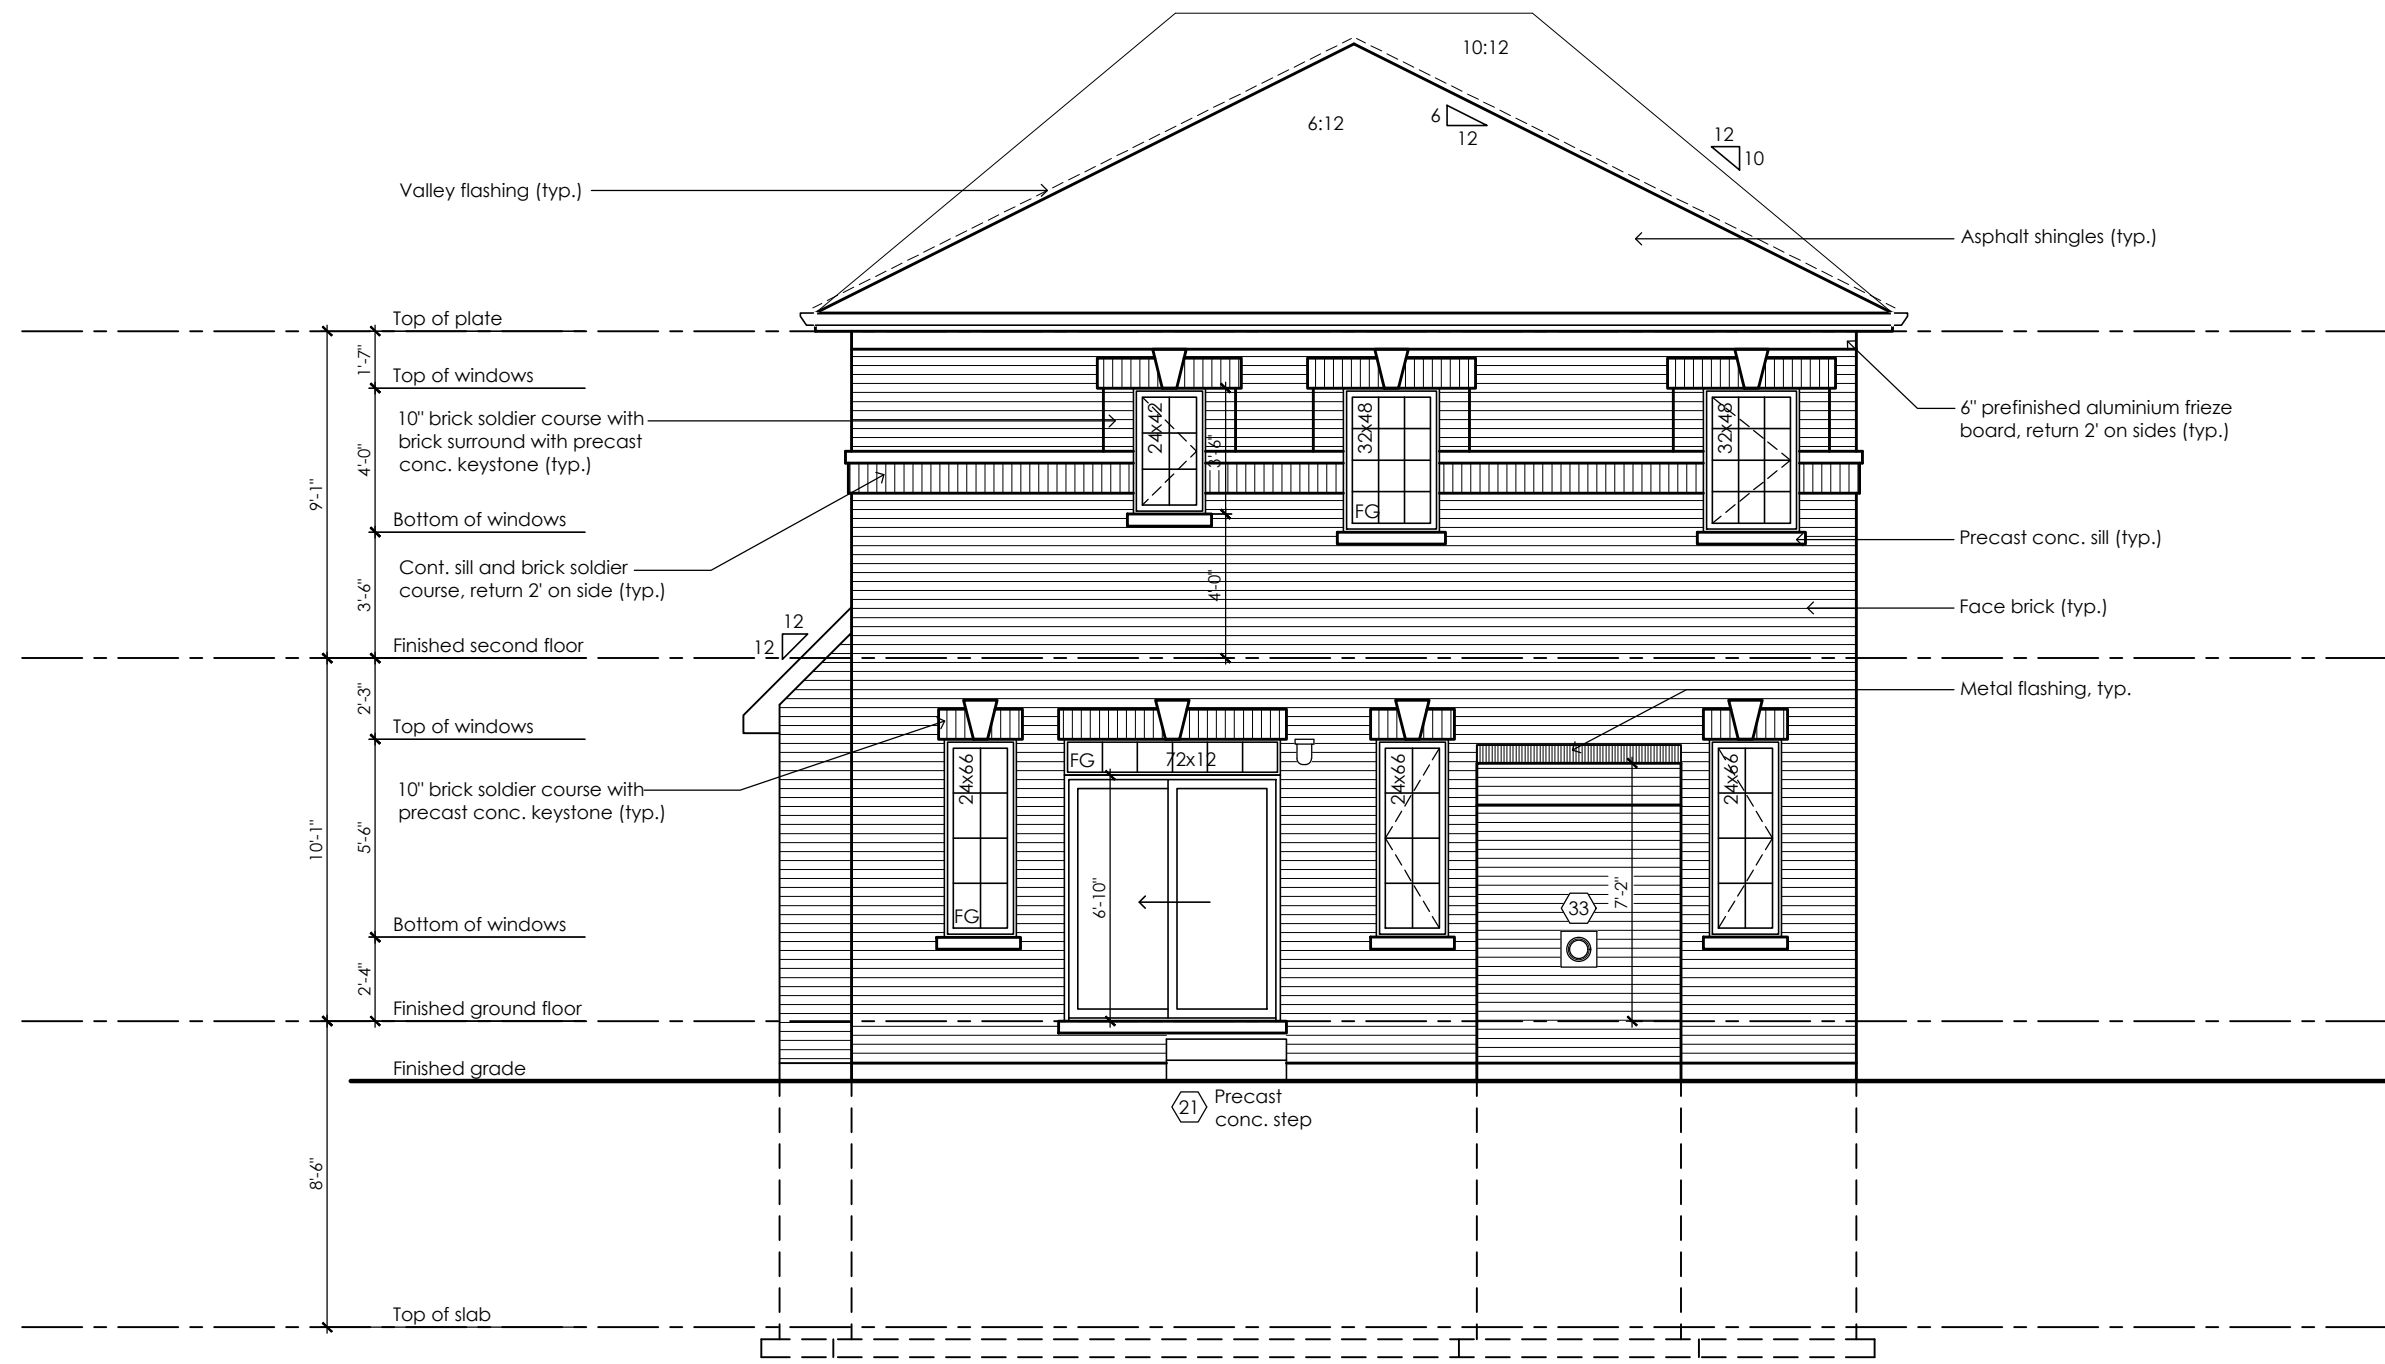 10:12
6:12
6
12
12
10
Valley flashing (typ.)
Asphalt shingles (typ.)
Top of plate
1'-7"
Top of windows
10" brick soldier course with
brick surround with precast
conc. keystone (typ.)
24x42
32x48
32x48
6" prefinished aluminium frieze
board, return 2' on sides (typ.)
4'-0"
3'-6"
9'-1"
FG
Bottom of windows
Precast conc. sill (typ.)
Cont. sill and brick soldier
course, return 2' on side (typ.)
3'-6"
4'-0"
Face brick (typ.)
12
12
Finished second floor
2'-3"
Metal flashing, typ.
Top of windows
FG
72x12
24x66
24x66
24x66
10" brick soldier course with
precast conc. keystone (typ.)
10'-1"
5'-6"
6'-10"
7'-2"
33
FG
Bottom of windows
2'-4"
Finished ground floor
Finished grade
21
Precast
conc. step
8'-6"
Top of slab